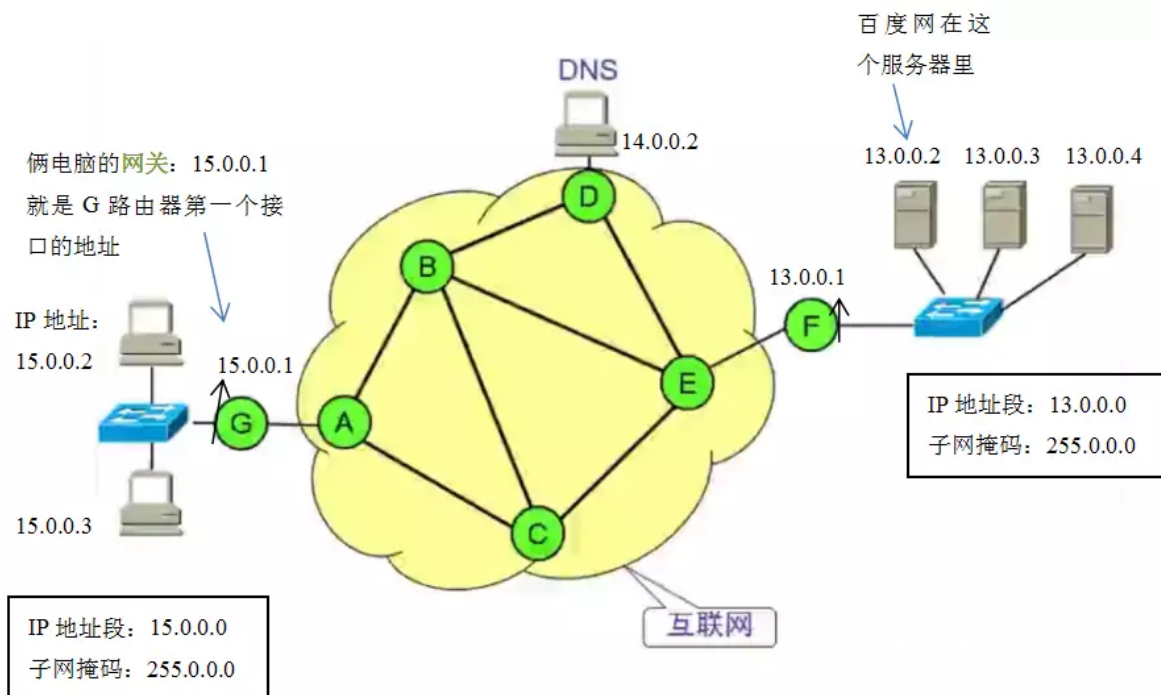 百度网在这
个服务器里
DNS
14.0.0.2
13.0.0.2 13.0.0.3 13.0.0.4
俩电脑的网关：15.0.0.1
就是 G 路由器第一个接
口的地址
D
B
13.0.0.1
F
IP 地址：
15.0.0.2
15.0.0.1
E
G
A
IP 地址段：13.0.0.0
子网掩码：255.0.0.0
15.0.0.3
C
互联网
IP 地址段：15.0.0.0
子网掩码：255.0.0.0